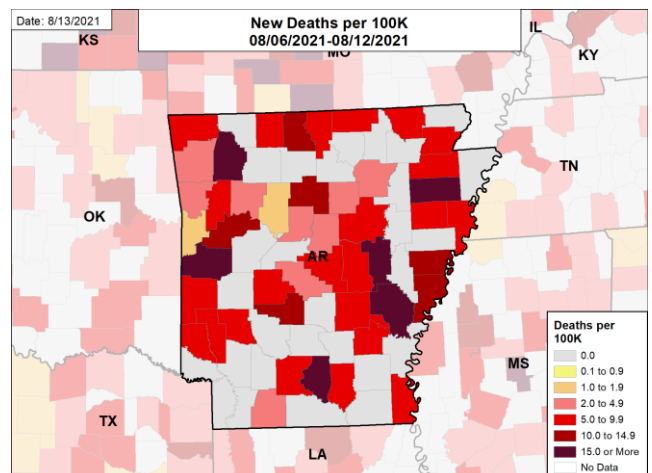 Date: 8/13/2021
New Deaths per 100K
08/06/2021-08/12/2021
KS
MO
IL
KY
OK
AR
TN
TX
LA
MS
Deaths per
100K
0.0
0.1 to 0.9
1.0 to 1.9
2.0 to 4.9
5.0 to 9.9
10.0 to 14.9
15.0 or More
No Data